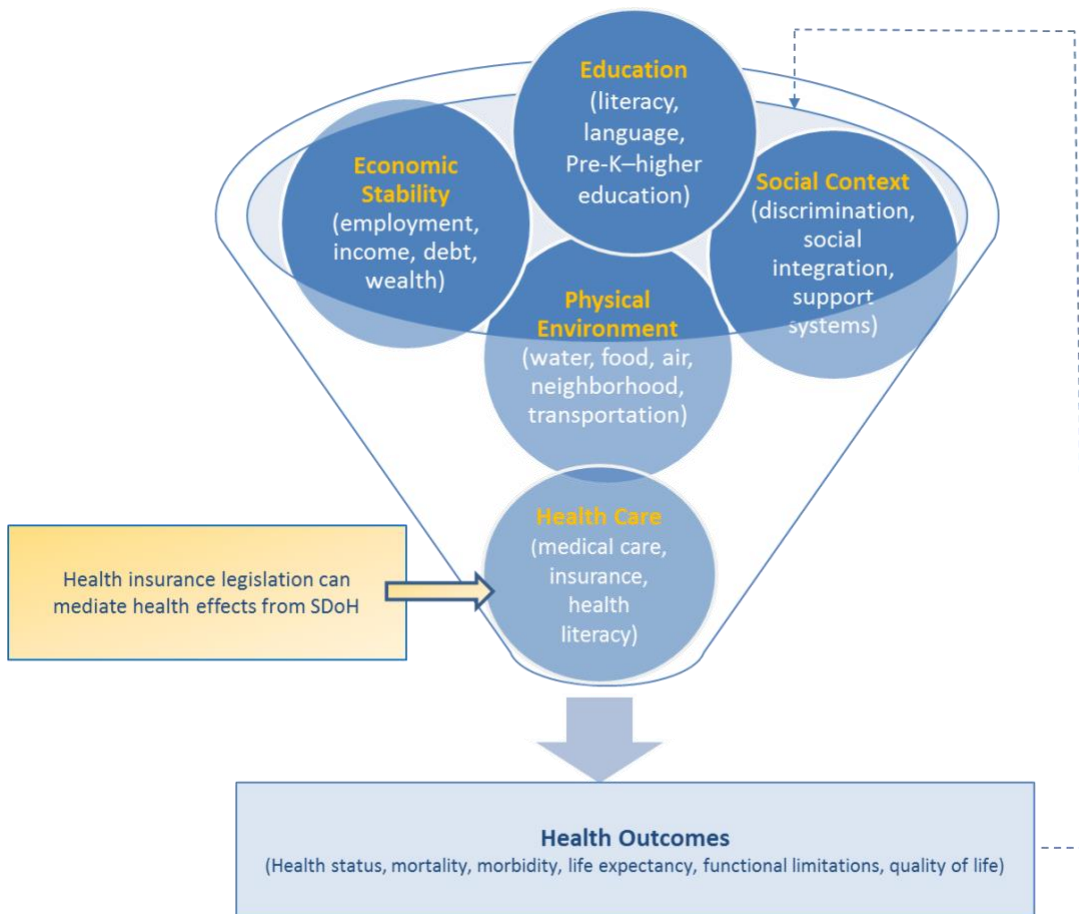 Education
(literacy,
language,
Pre-K–higher
education)
Economic
Stability
(employment,
income, debt,
wealth)
Social Context
(discrimination,
social
integration,
support
systems)
Physical
Environment
(water, food, air,
neighborhood,
transportation)
Health Care
(medical care,
insurance,
health
literacy)
Health insurance legislation can
mediate health effects from SDoH
Health Outcomes
(Health status, mortality, morbidity, life expectancy, functional limitations, quality of life)